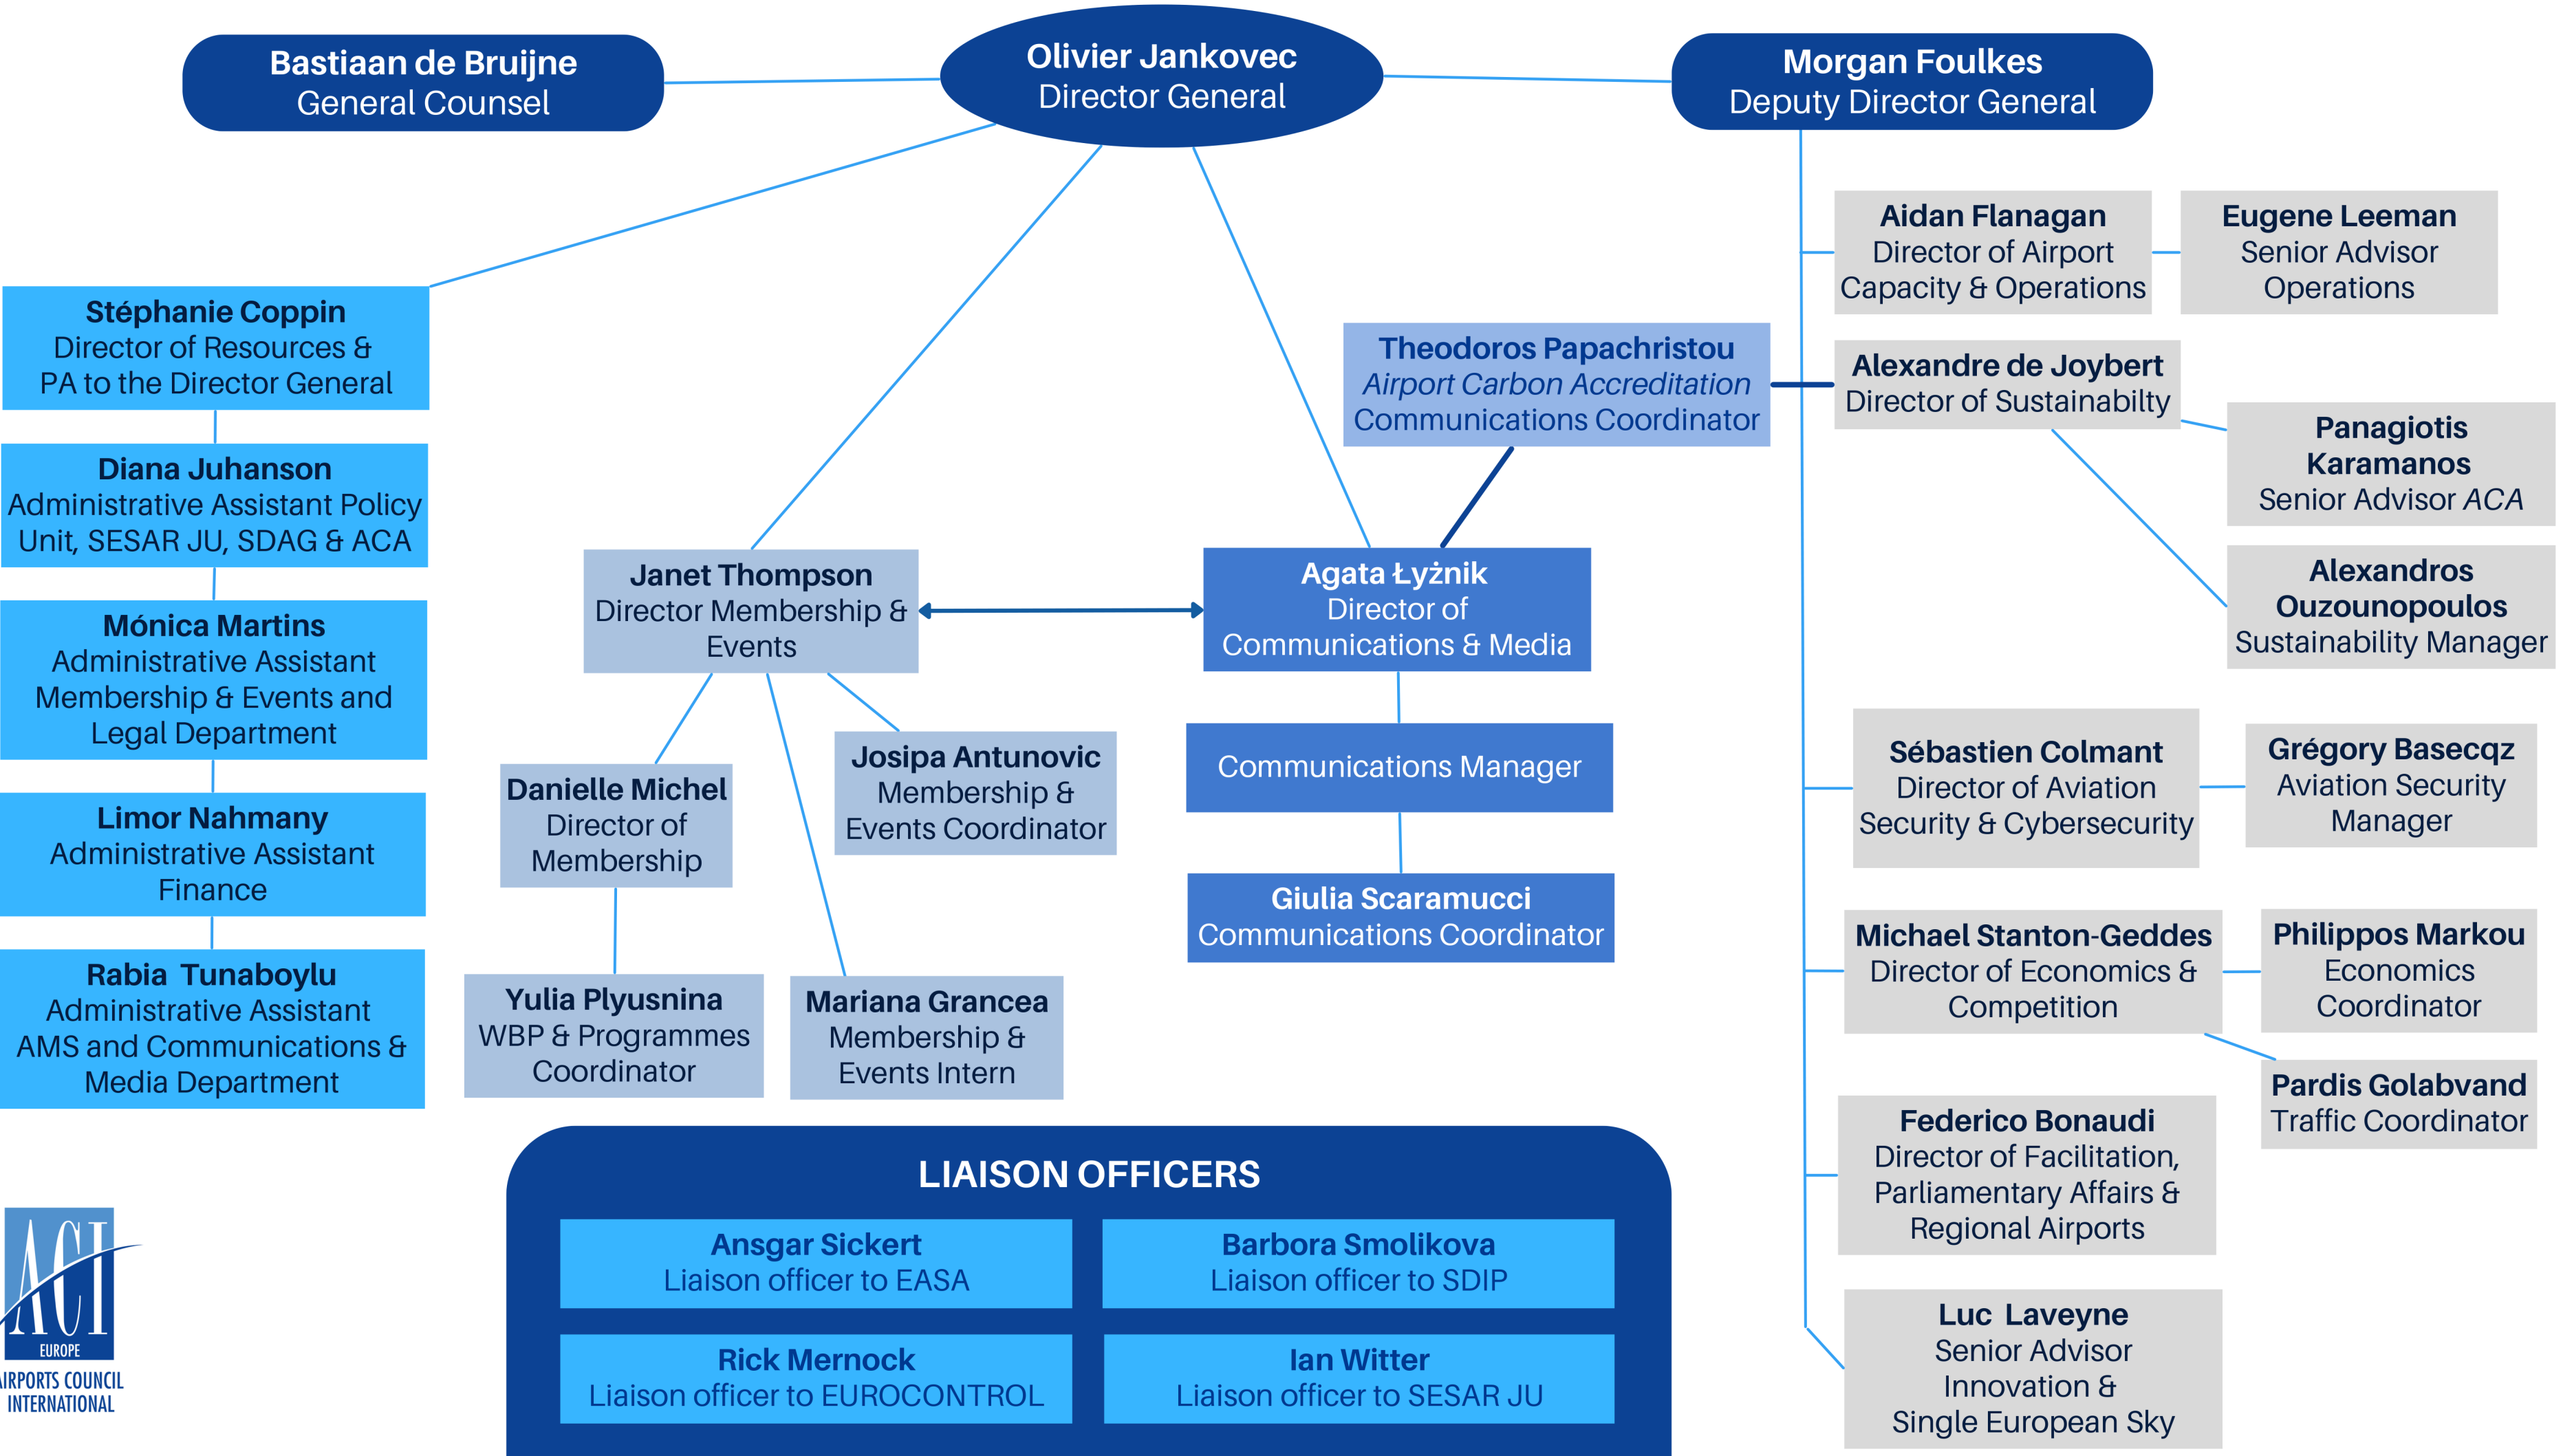 Bastiaan de Bruijne
General Counsel
Olivier Jankovec
Director General
Morgan Foulkes
Deputy Director General
Stéphanie Coppin
Director of Resources &
PA to the Director General
Diana Juhanson
Administrative Assistant Policy
Unit, SESAR JU, SDAG & ACA
Mónica Martins
Administrative Assistant
Membership & Events and
Legal Department
Limor Nahmany
Administrative Assistant
Finance
Rabia  Tunaboylu
Administrative Assistant
AMS and Communications &
Media Department
Janet Thompson
Director Membership &
Events
Danielle Michel
Director of
Membership
Josipa Antunovic
Membership &
Events Coordinator
Yulia Plyusnina
WBP & Programmes
Coordinator
Mariana Grancea
Membership &
Events Intern
Theodoros Papachristou
Airport Carbon Accreditation
Communications Coordinator
Agata Łyżnik
Director of
Communications & Media
Communications Manager
Giulia Scaramucci
Communications Coordinator
Aidan Flanagan
Director of Airport
Capacity & Operations
Eugene Leeman
Senior Advisor
Operations
Alexandre de Joybert
Director of Sustainabilty
Panagiotis
Karamanos
Senior Advisor ACA
Alexandros
Ouzounopoulos
Sustainability Manager
Sébastien Colmant
Director of Aviation
Security & Cybersecurity
Grégory Basecqz
Aviation Security
Manager
Michael Stanton-Geddes
Director of Economics &
Competition
Philippos Markou
Economics
Coordinator
Pardis Golabvand
Traffic Coordinator
Federico Bonaudi
Director of Facilitation,
Parliamentary Affairs &
Regional Airports
Luc  Laveyne
Senior Advisor
Innovation &
Single European Sky
LIAISON OFFICERS
Ansgar Sickert
Liaison officer to EASA
Barbora Smolikova
Liaison officer to SDIP
Rick Mernock
Liaison officer to EUROCONTROL
Ian Witter
Liaison officer to SESAR JU
ACI
EUROPE
AIRPORTS COUNCIL
INTERNATIONAL